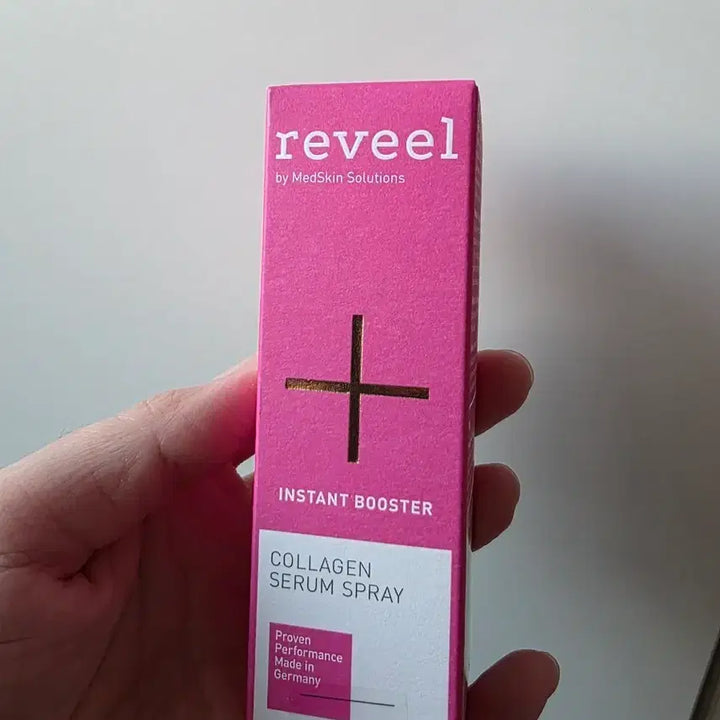 reveel
by MedSkin Solutions
INSTANT BOOSTER
COLLAGEN
SERUM SPRAY
Proven
Performance
Made in
Germany